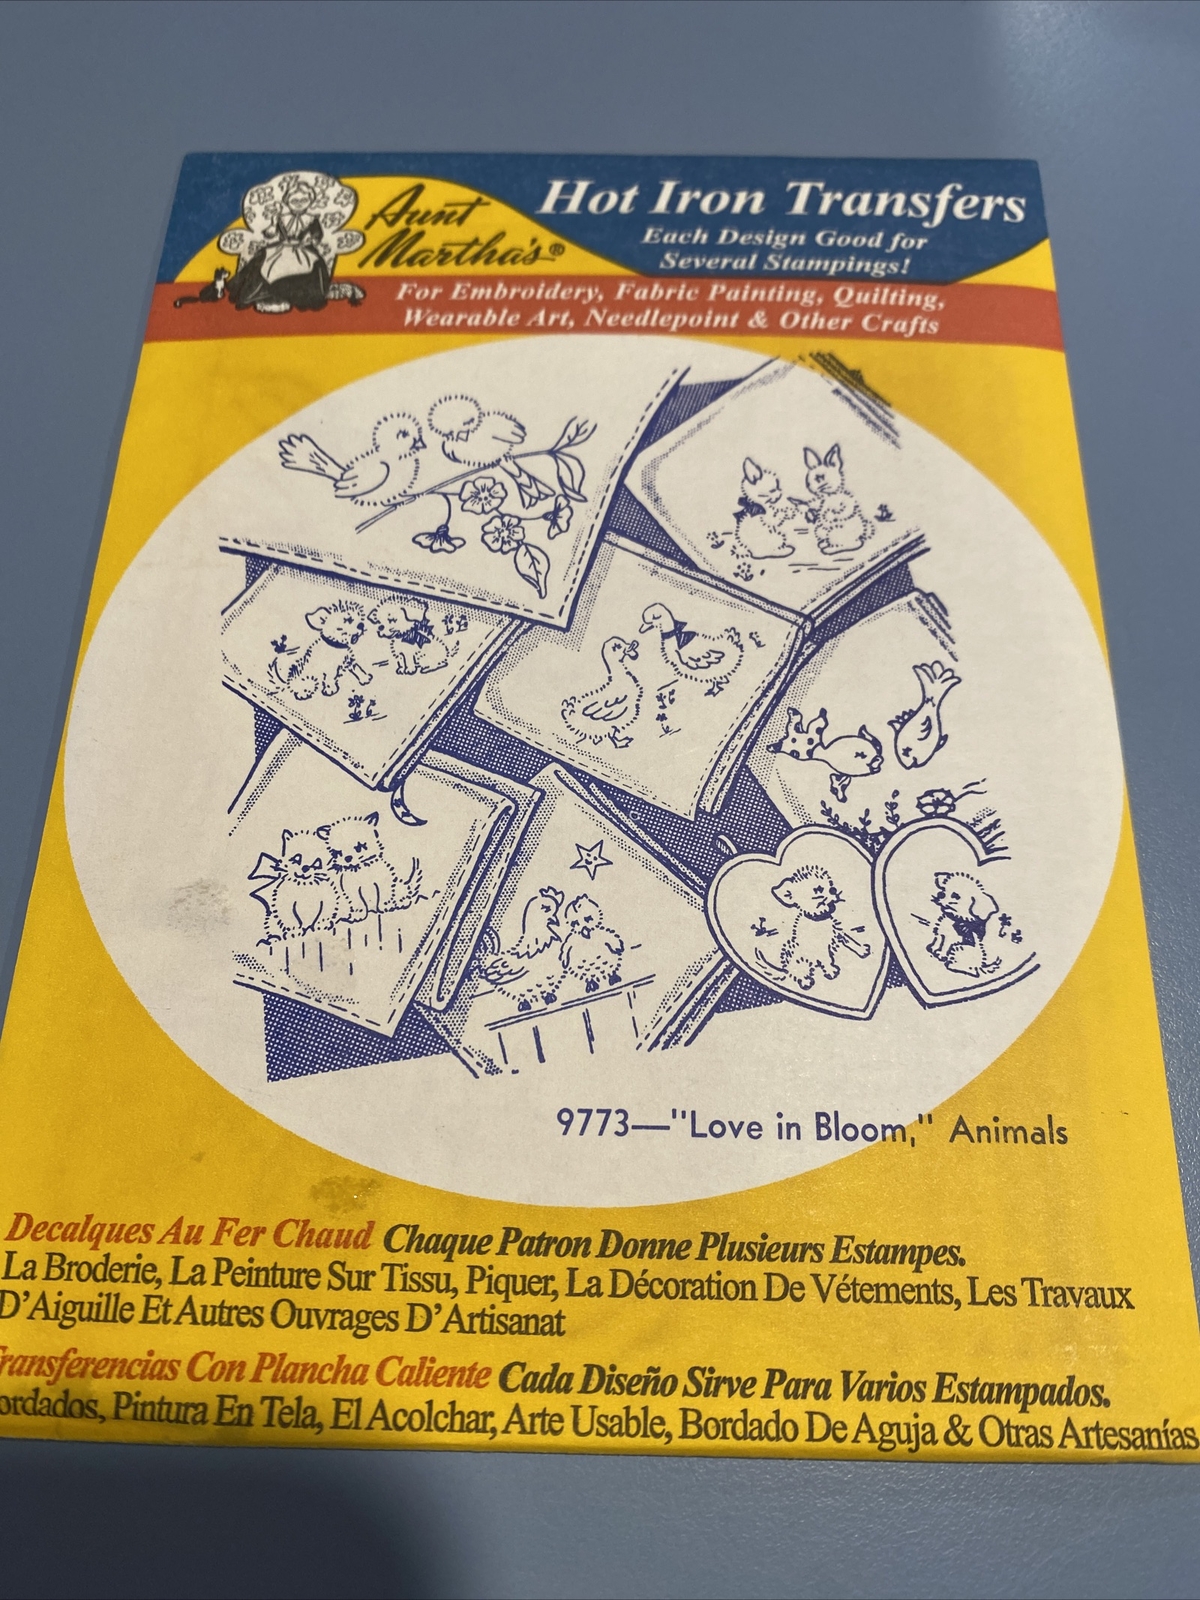 Aunt
Martha's®
Hot Iron Transfers
Each Design Good for
Several Stampings!
For Embroidery, Fabric Painting, Quilting,
Wearable Art, Needlepoint & Other Crafts
9773—"Love in Bloom," Animals
Decalques Au Fer Chaud Chaque Patron Donne Plusieurs Estampes.
La Broderie, La Peinture Sur Tissu, Piquer, La Décoration De Vétements, Les Travaux
D'Aiguille Et Autres Ouvrages D'Artisanat
Transferencias Con Plancha Caliente Cada Diseño Sirve Para Varios Estampados.
ordados, Pintura En Tela, El Acolchar, Arte Usable, Bordado De Aguja & Otras Artesanías